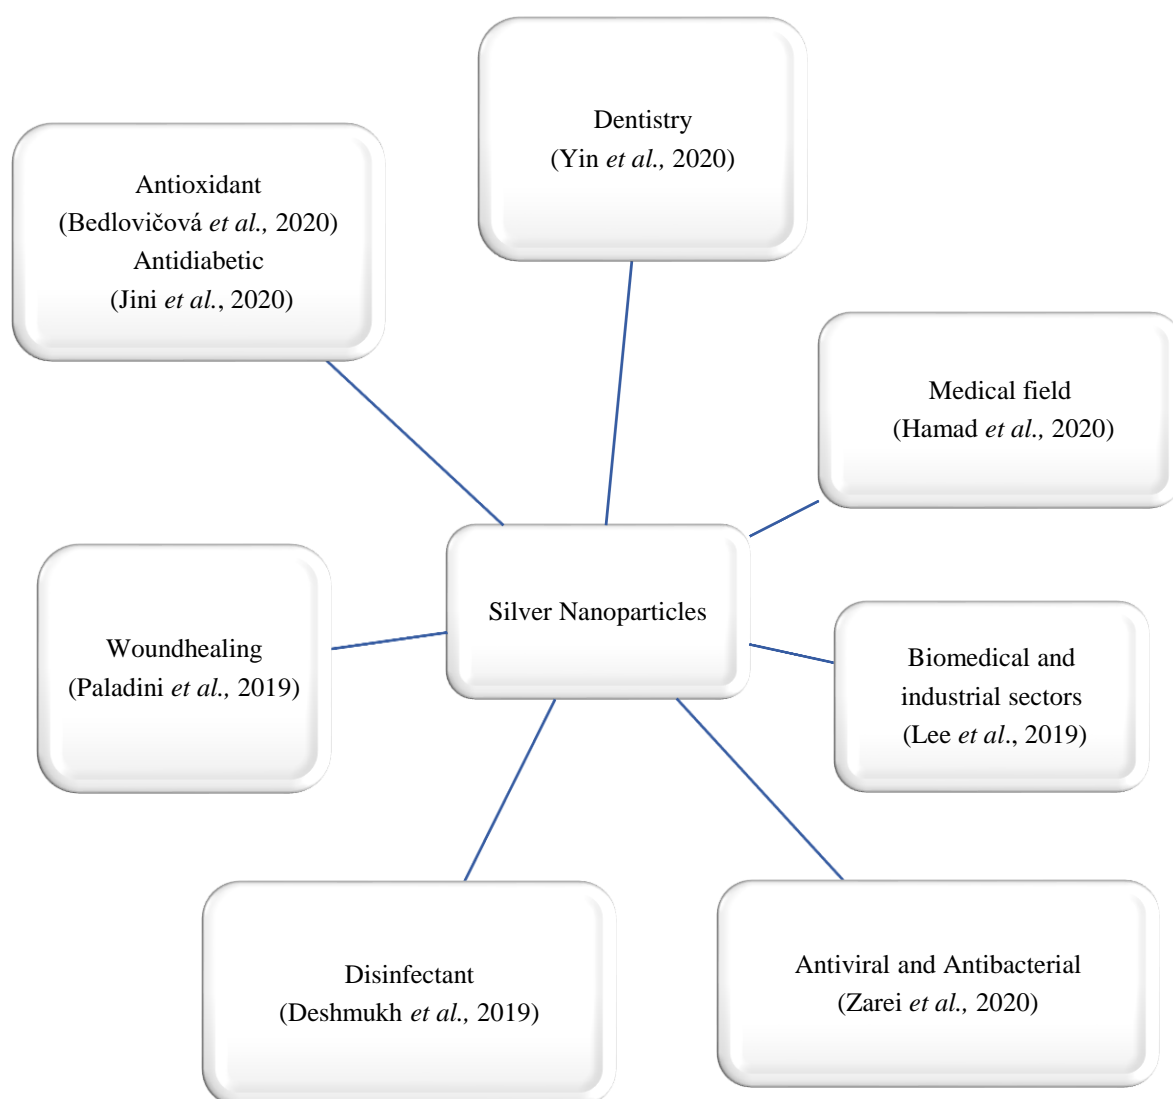 Dentistry
(Yin et al., 2020)
Antioxidant
(Bedlovičová et al., 2020)
Antidiabetic
(Jini et al., 2020)
Medical field
(Hamad et al., 2020)
Silver Nanoparticles
Woundhealing
(Paladini et al., 2019)
Biomedical and
industrial sectors
(Lee et al., 2019)
Disinfectant
(Deshmukh et al., 2019)
Antiviral and Antibacterial
(Zarei et al., 2020)